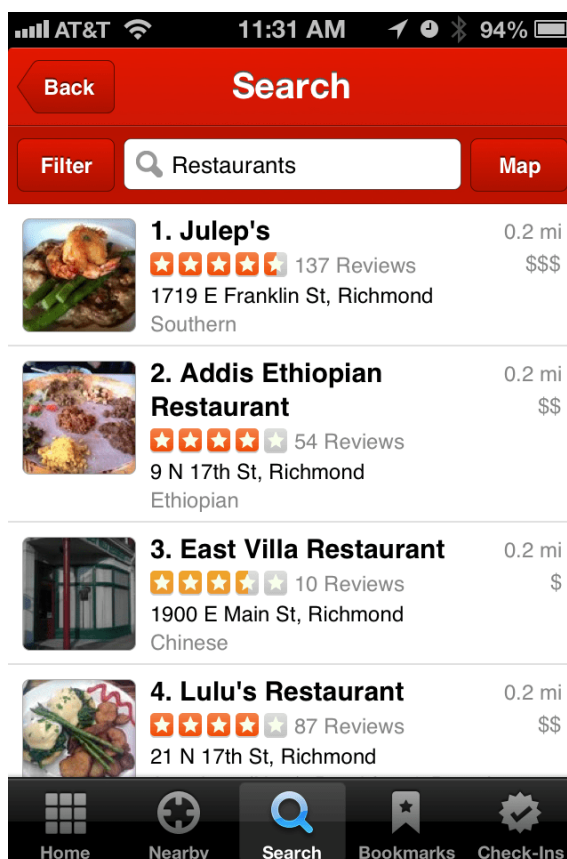 AT&T 11:31 AM 94%
Back Search
Filter Restaurants Map
1. Julep's 0.2 mi
137 Reviews $$$
1719 E Franklin St, Richmond
Southern
2. Addis Ethiopian 0.2 mi
Restaurant $$
54 Reviews
9 N 17th St, Richmond
Ethiopian
3. East Villa Restaurant 0.2 mi
10 Reviews $
1900 E Main St, Richmond
Chinese
4. Lulu's Restaurant 0.2 mi
87 Reviews $$
21 N 17th St, Richmond
Home Nearby Search Bookmarks Check-Ins